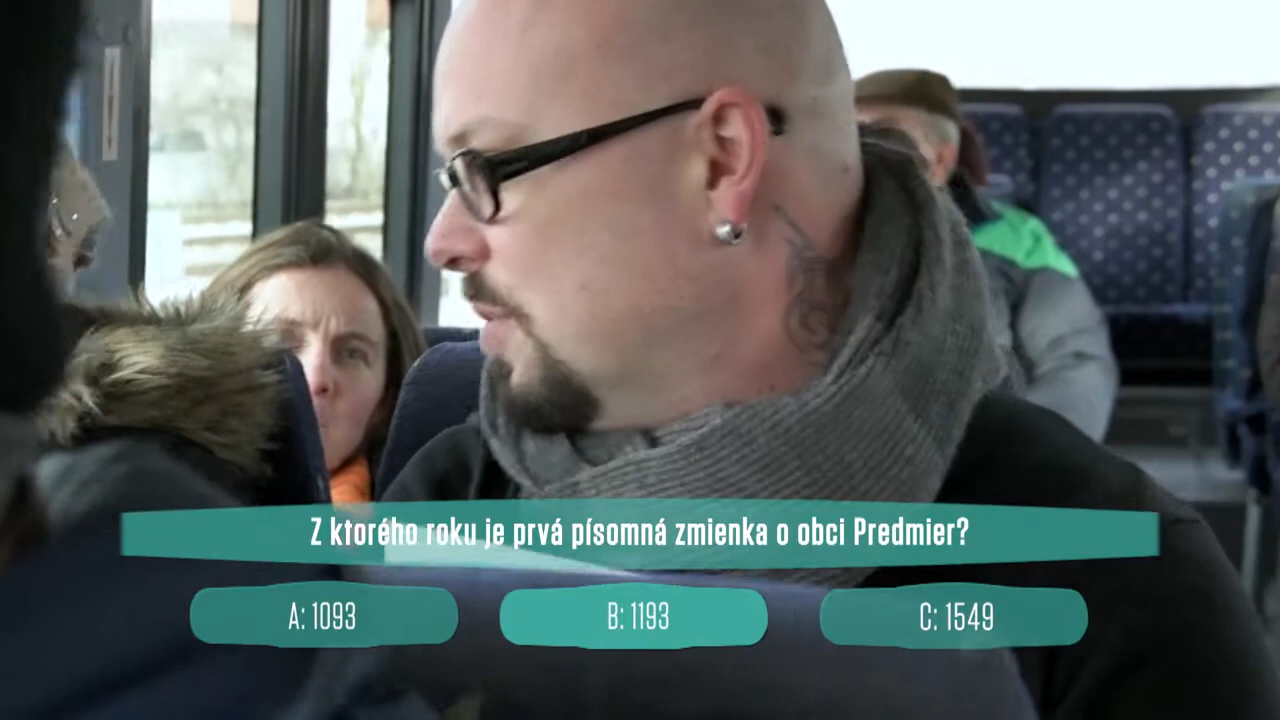 Z ktorého roku je prvá písomná zmienka o obci Predmier?
A: 1093
B: 1193
C: 1549